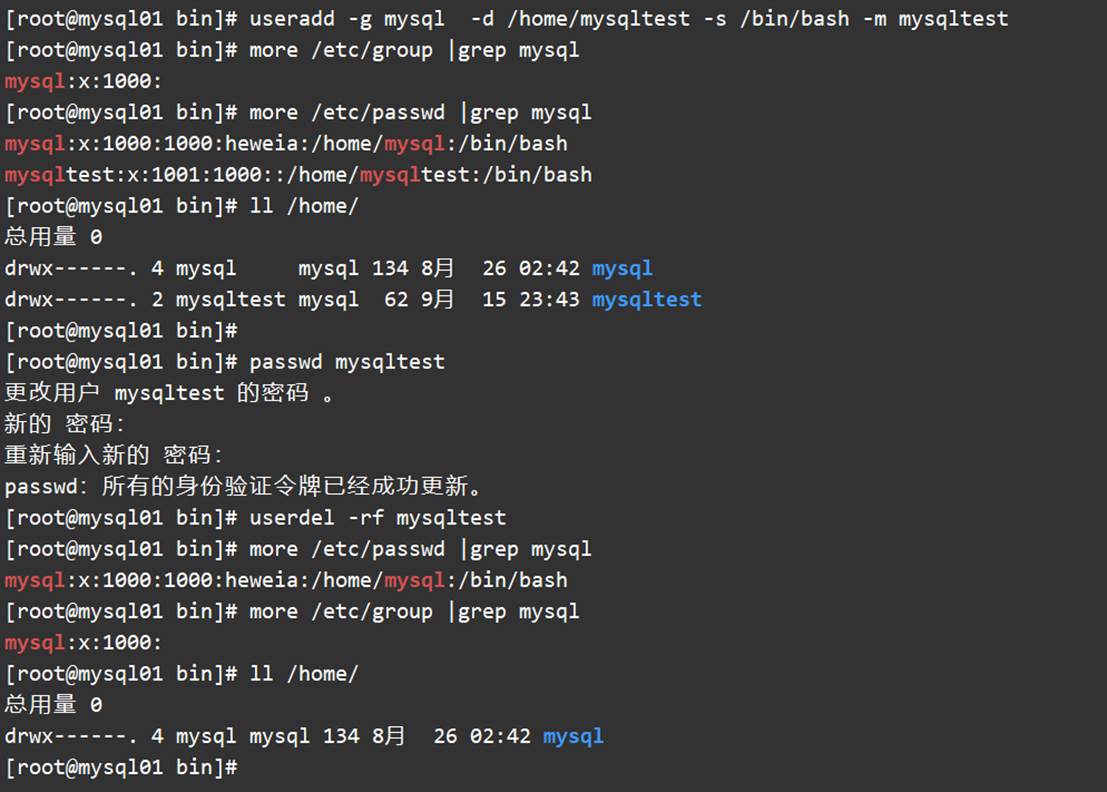 [root@mysql01 bin]# useradd -g mysql  -d /home/mysqltest -s /bin/bash -m mysqltest
[root@mysql01 bin]# more /etc/group |grep mysql
mysql:x:1000:
[root@mysql01 bin]# more /etc/passwd |grep mysql
mysql:x:1000:1000:heweia:/home/mysql:/bin/bash
mysqltest:x:1001:1000::/home/mysqltest:/bin/bash
[root@mysql01 bin]# ll /home/
总用量 0
drwx------. 4 mysql     mysql 134 8月  26 02:42 mysql
drwx------. 2 mysqltest mysql  62 9月  15 23:43 mysqltest
[root@mysql01 bin]#
[root@mysql01 bin]# passwd mysqltest
更改用户 mysqltest 的密码 。
新的 密码：
重新输入新的 密码：
passwd：所有的身份验证令牌已经成功更新。
[root@mysql01 bin]# userdel -rf mysqltest
[root@mysql01 bin]# more /etc/passwd |grep mysql
mysql:x:1000:1000:heweia:/home/mysql:/bin/bash
[root@mysql01 bin]# more /etc/group |grep mysql
mysql:x:1000:
[root@mysql01 bin]# ll /home/
总用量 0
drwx------. 4 mysql mysql 134 8月  26 02:42 mysql
[root@mysql01 bin]#